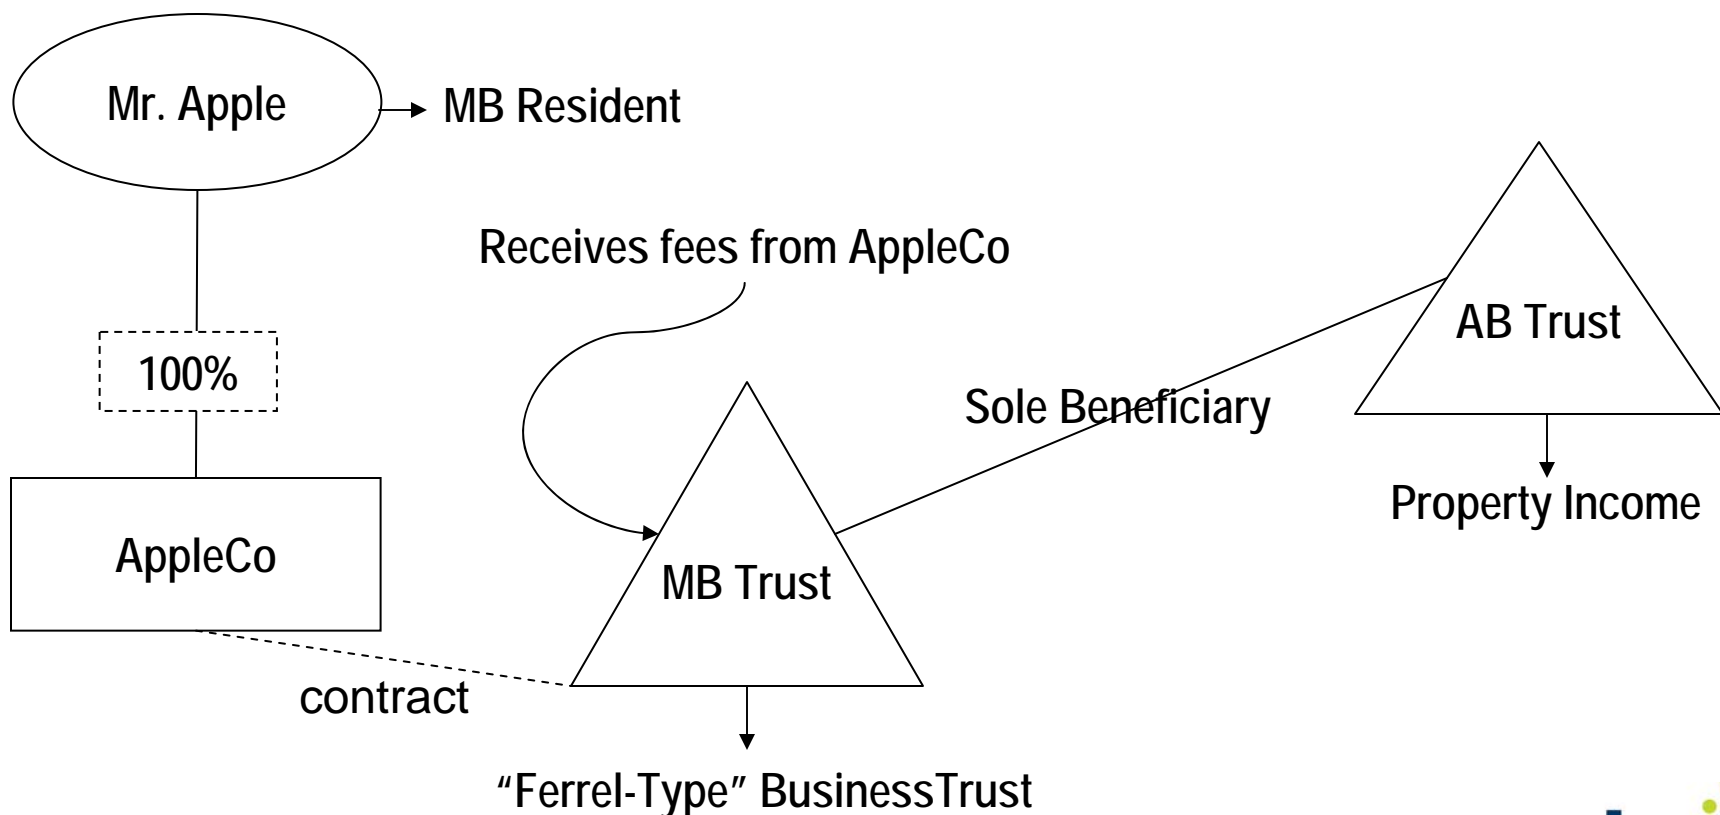 Mr. Apple
MB Resident
Receives fees from AppleCo
AB Trust
100%
Sole Beneficiary
Property Income
AppleCo
MB Trust
contract
“Ferrel-Type” BusinessTrust